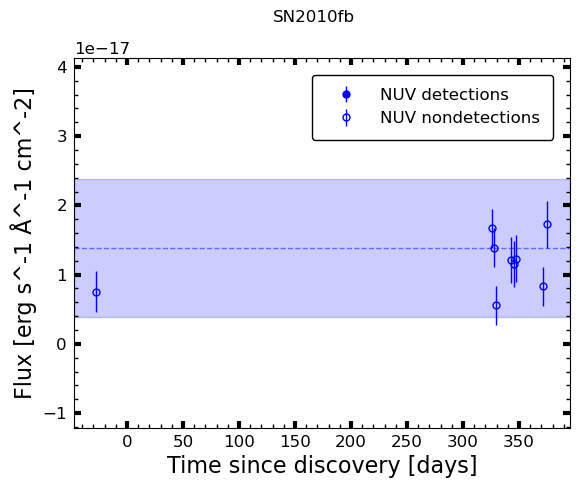 SN2010fb
1e−17
NUV detections
NUV nondetections
4
3
2
1
0
−1
Flux [erg s^-1 Å^-1 cm^-2]
0 50 100 150 200 250 300 350
Time since discovery [days]